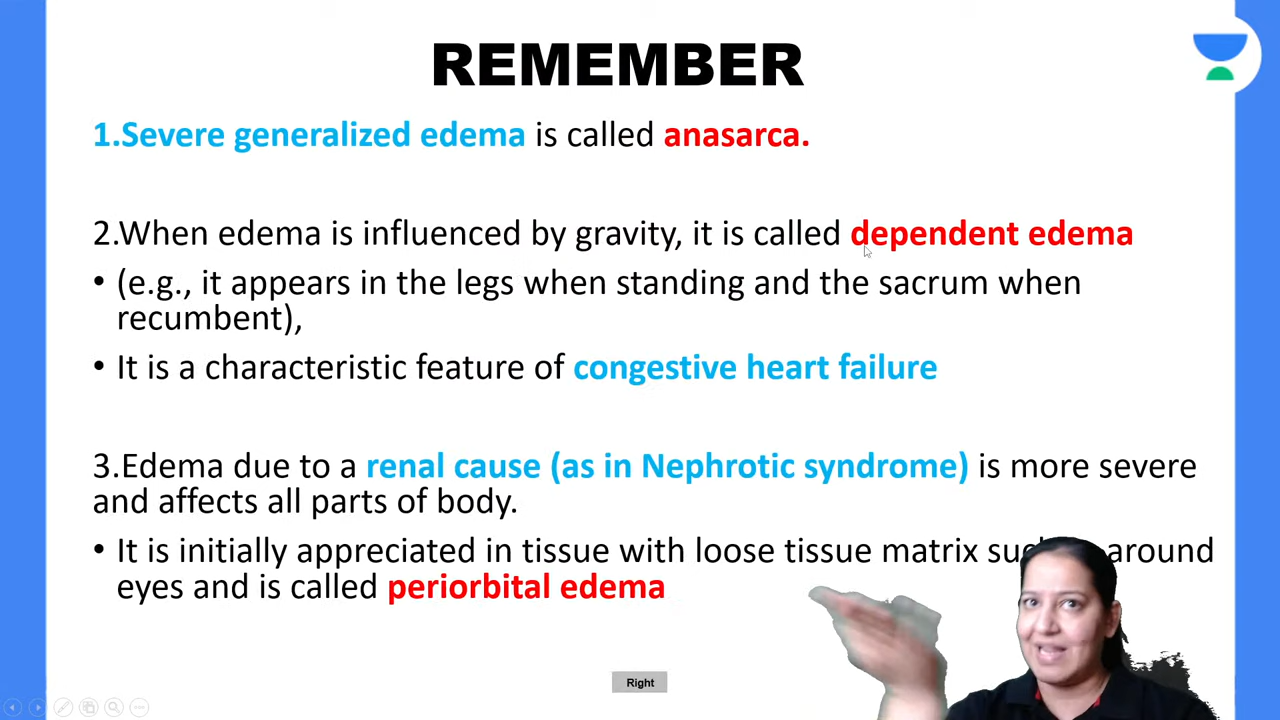 REMEMBER
1.Severe generalized edema is called anasarca.
2.When edema is influenced by gravity, it is called dependent edema
• (e.g., it appears in the legs when standing and the sacrum when
recumbent),
• It is a characteristic feature of congestive heart failure
3.Edema due to a renal cause (as in Nephrotic syndrome) is more severe
and affects all parts of body.
• It is initially appreciated in tissue with loose tissue matrix around
eyes and is called periorbital edema
Right